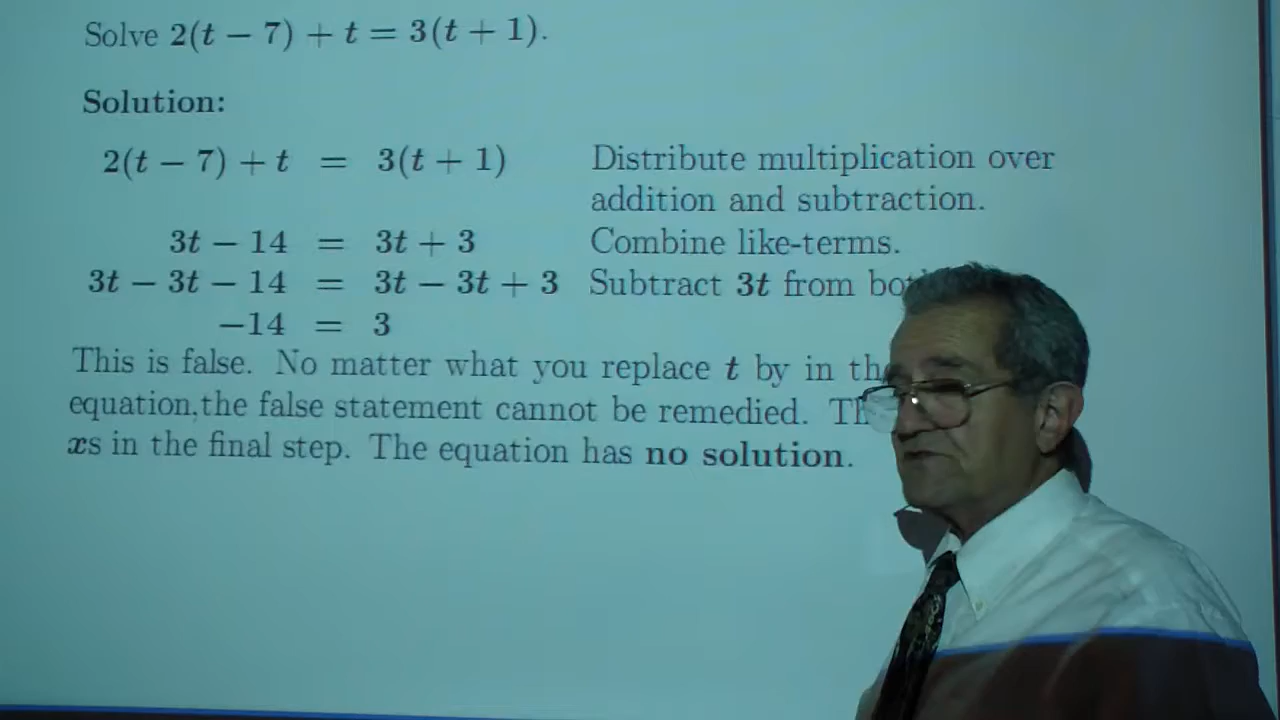 Solve 2(t − 7) + t = 3(t + 1).
Solution:
2(t − 7) + t = 3(t + 1) Distribute multiplication over
addition and subtraction.
3t − 14 = 3t + 3 Combine like-terms.
3t − 3t − 14 = 3t − 3t + 3 Subtract 3t from
−14 = 3
This is false. No matter what you replace t by in
equation,the false statement cannot be remedied.
xs in the final step. The equation has no solution.